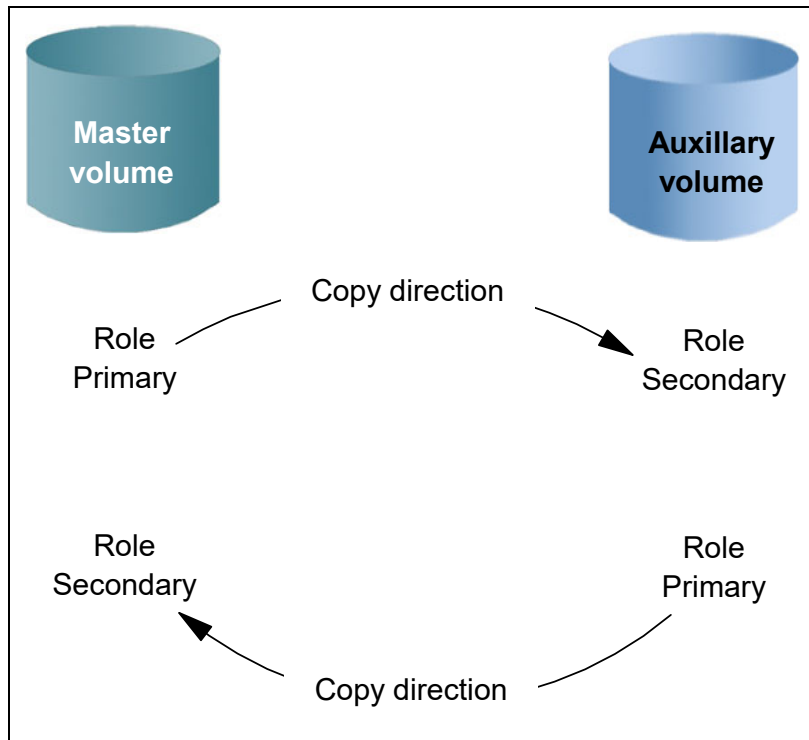 Master
volume
Auxillary
volume
Copy direction
Role
Primary
Role
Secondary
Role
Secondary
Role
Primary
Copy direction